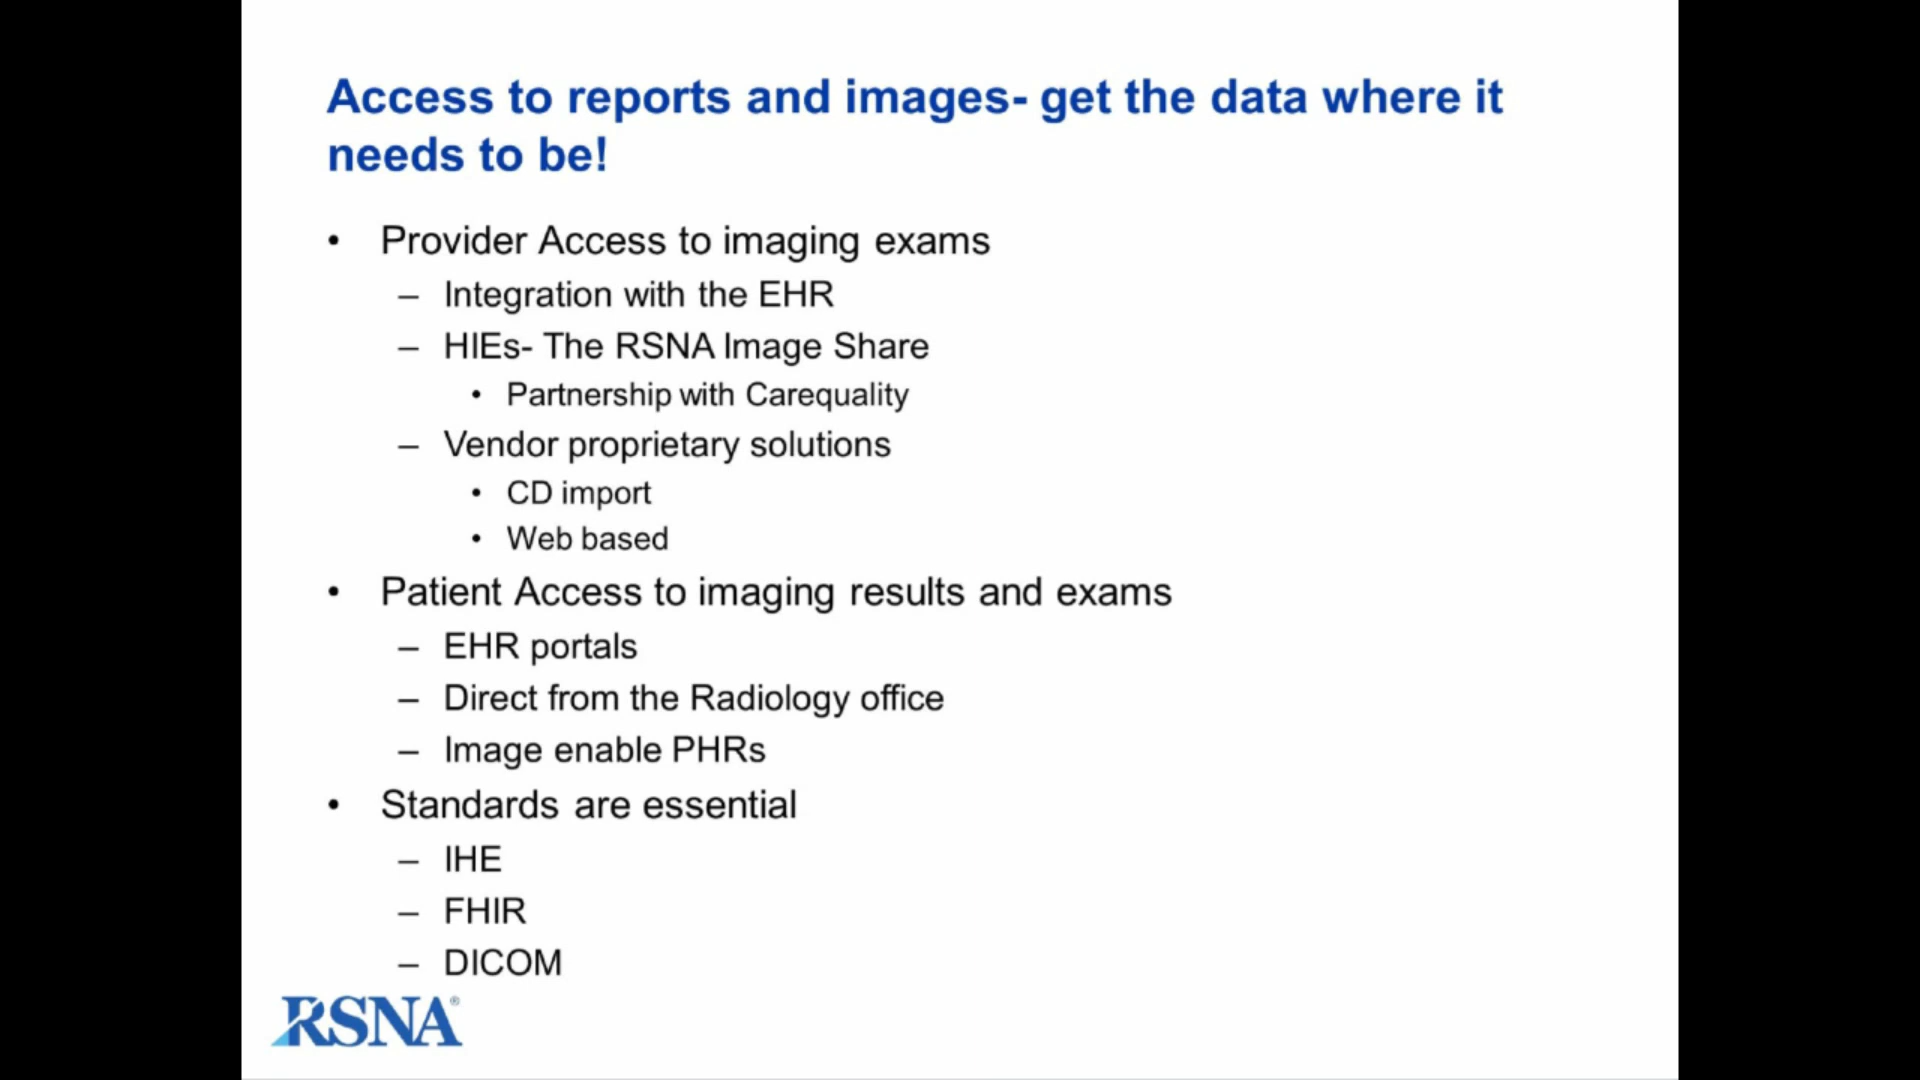 Access to reports and images- get the data where it
needs to be!
• Provider Access to imaging exams
– Integration with the EHR
– HIEs- The RSNA Image Share
• Partnership with Carequality
– Vendor proprietary solutions
• CD import
• Web based
• Patient Access to imaging results and exams
– EHR portals
– Direct from the Radiology office
– Image enable PHRs
• Standards are essential
– IHE
– FHIR
– DICOM
RSNA®